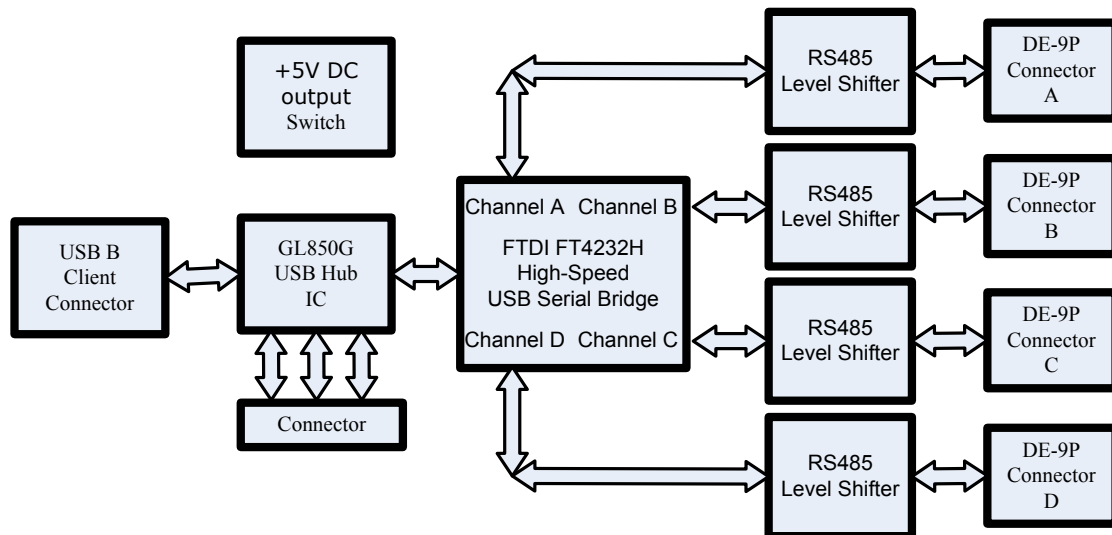 +5V DC
output
Switch
USB B
Client
Connector
GL850G
USB Hub
IC
Connector
Channel A Channel B
FTDI FT4232H
High-Speed
USB Serial Bridge
Channel D Channel C
RS485
Level Shifter
DE-9P
Connector
A
RS485
Level Shifter
DE-9P
Connector
B
RS485
Level Shifter
DE-9P
Connector
C
RS485
Level Shifter
DE-9P
Connector
D